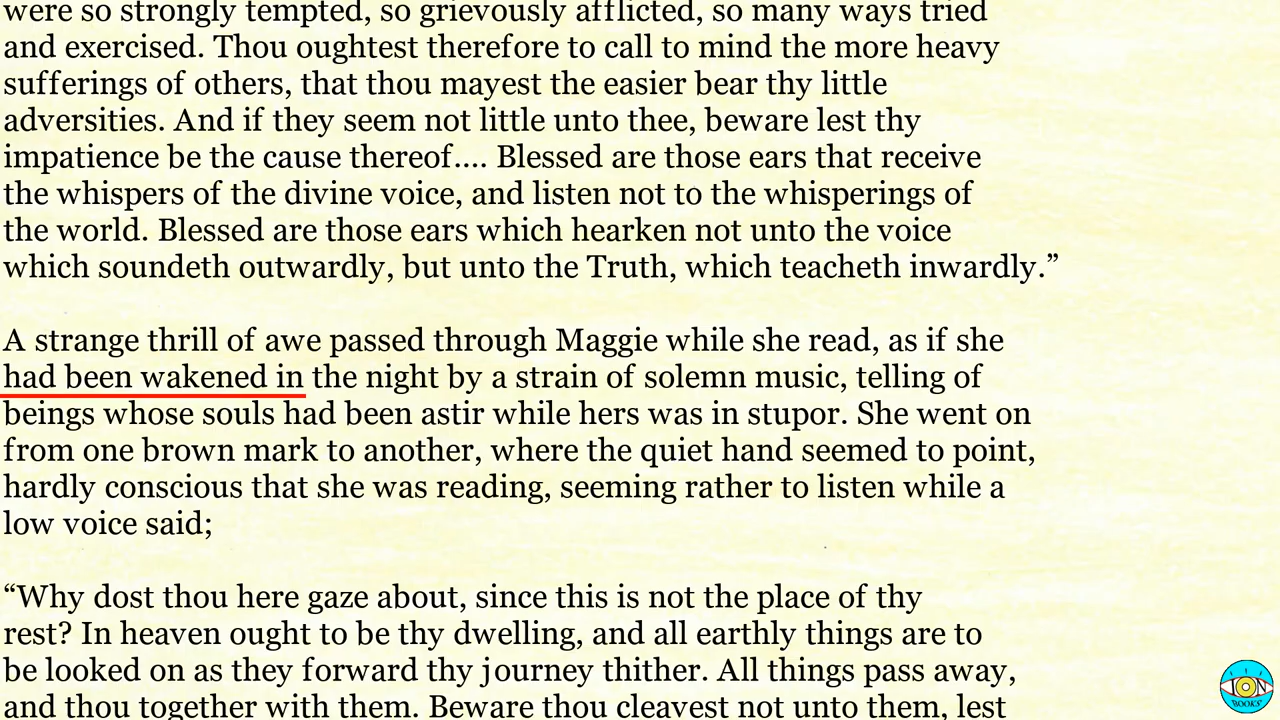 were so strongly tempted, so grievously afflicted, so many ways tried
and exercised. Thou oughtest therefore to call to mind the more heavy
sufferings of others, that thou mayest the easier bear thy little
adversities. And if they seem not little unto thee, beware lest thy
impatience be the cause thereof.... Blessed are those ears that receive
the whispers of the divine voice, and listen not to the whisperings of
the world. Blessed are those ears which hearken not unto the voice
which soundeth outwardly, but unto the Truth, which teacheth inwardly.”
A strange thrill of awe passed through Maggie while she read, as if she
had been wakened in the night by a strain of solemn music, telling of
beings whose souls had been astir while hers was in stupor. She went on
from one brown mark to another, where the quiet hand seemed to point,
hardly conscious that she was reading, seeming rather to listen while a
low voice said;
“Why dost thou here gaze about, since this is not the place of thy
rest? In heaven ought to be thy dwelling, and all earthly things are to
be looked on as they forward thy journey thither. All things pass away,
and thou together with them. Beware thou cleavest not unto them, lest
ION
BOOKS